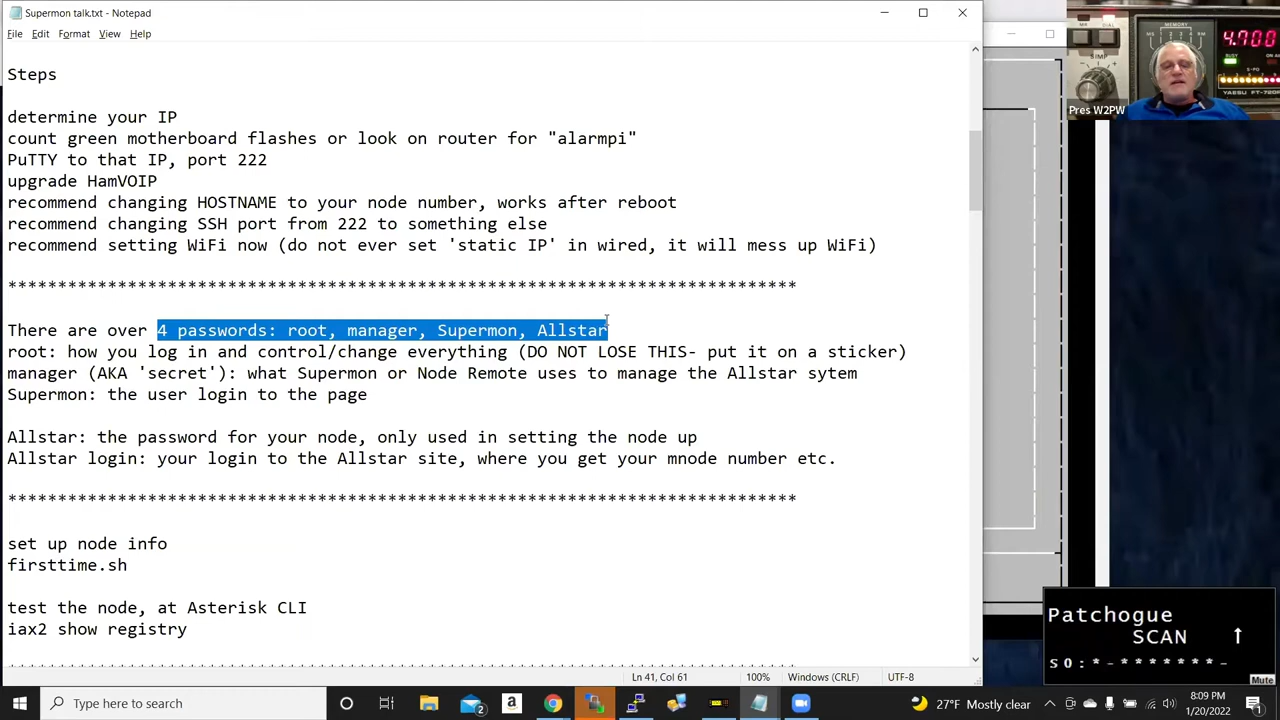 Supermon talk.txt - Notepad
File Edit Format View Help
Steps
determine your IP
count green motherboard flashes or look on router for "alarmpi"
PuTTY to that IP, port 222
upgrade HamVOIP
recommend changing HOSTNAME to your node number, works after reboot
recommend changing SSH port from 222 to something else
recommend setting WiFi now (do not ever set 'static IP' in wired, it will mess up WiFi)
*******************************************************************************
There are over 4 passwords: root, manager, Supermon, Allstar
root: how you log in and control/change everything (DO NOT LOSE THIS- put it on a sticker)
manager (AKA 'secret'): what Supermon or Node Remote uses to manage the Allstar sytem
Supermon: the user login to the page
Allstar: the password for your node, only used in setting the node up
Allstar login: your login to the Allstar site, where you get your mnode number etc.
*******************************************************************************
set up node info
firsttime.sh
test the node, at Asterisk CLI
iax2 show registry
Ln 41, Col 61 100% Windows (CRLF) UTF-8
MEMORY
4.700
BUSY
YAESU FT-720R
Pres W2PW
Patchogue
SCAN
S0:*-*******-
Mute
Type here to search
27°F Mostly clear
8:09 PM
1/20/2022